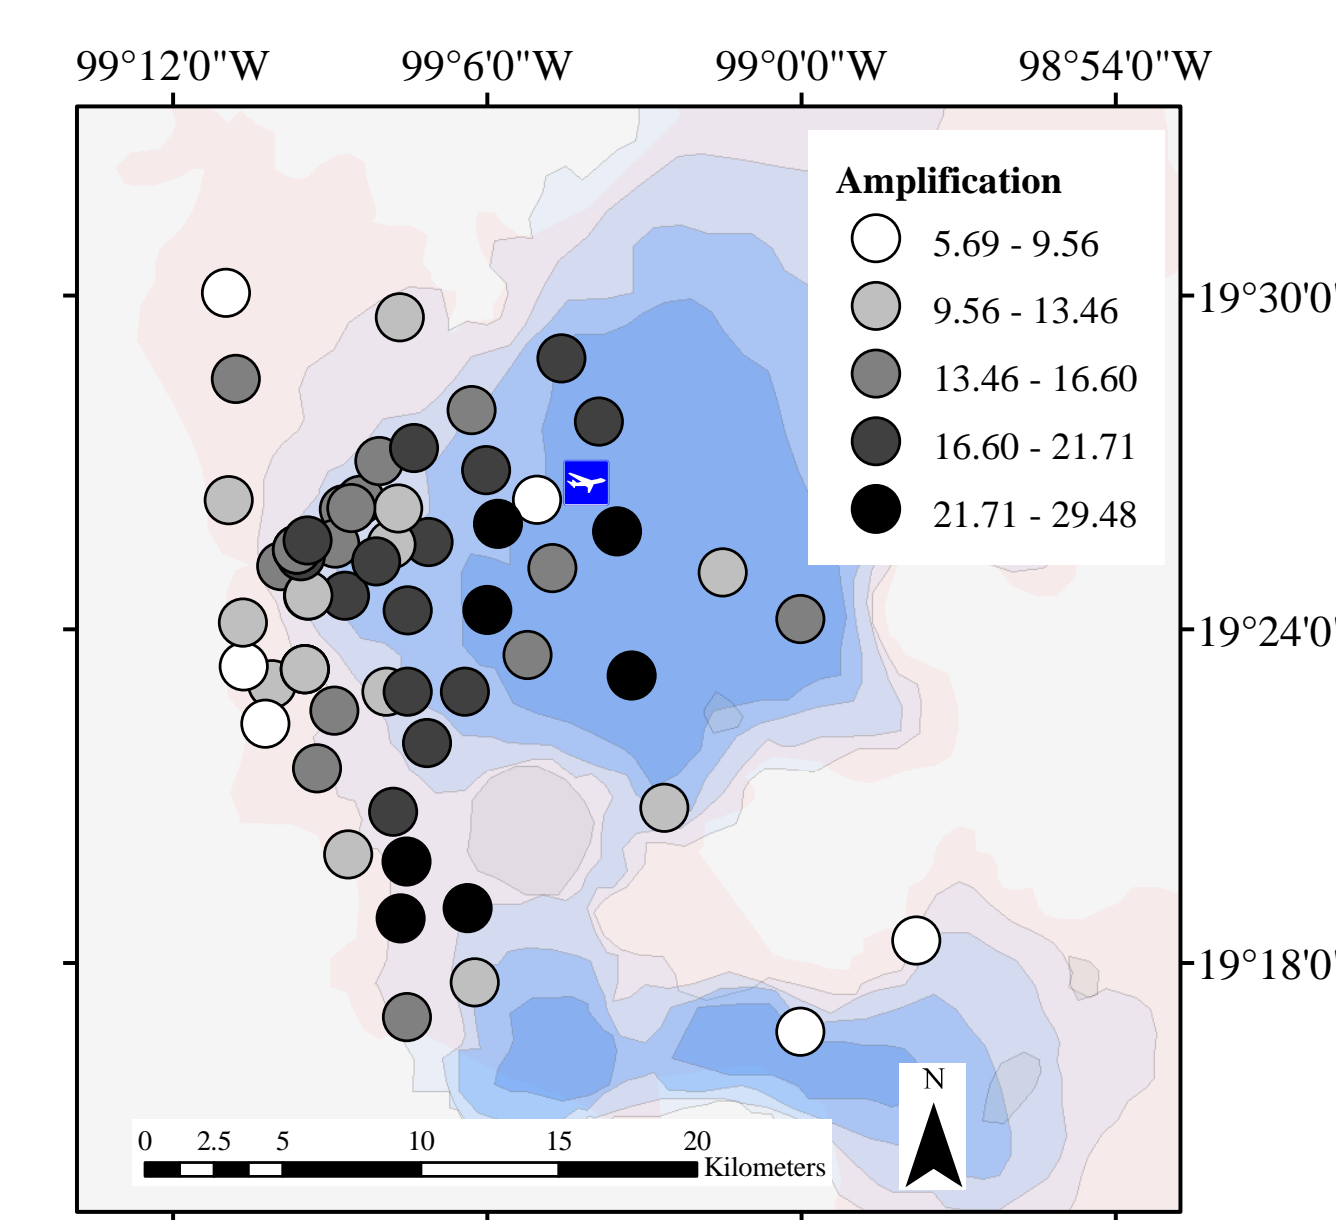 99°12'0"W 99°6'0"W 99°0'0"W 98°54'0"W
Amplification
5.69 - 9.56
9.56 - 13.46
13.46 - 16.60
16.60 - 21.71
21.71 - 29.48
19°30'0'
19°24'0'
19°18'0'
N
0 2.5 5 10 15 20
Kilometers